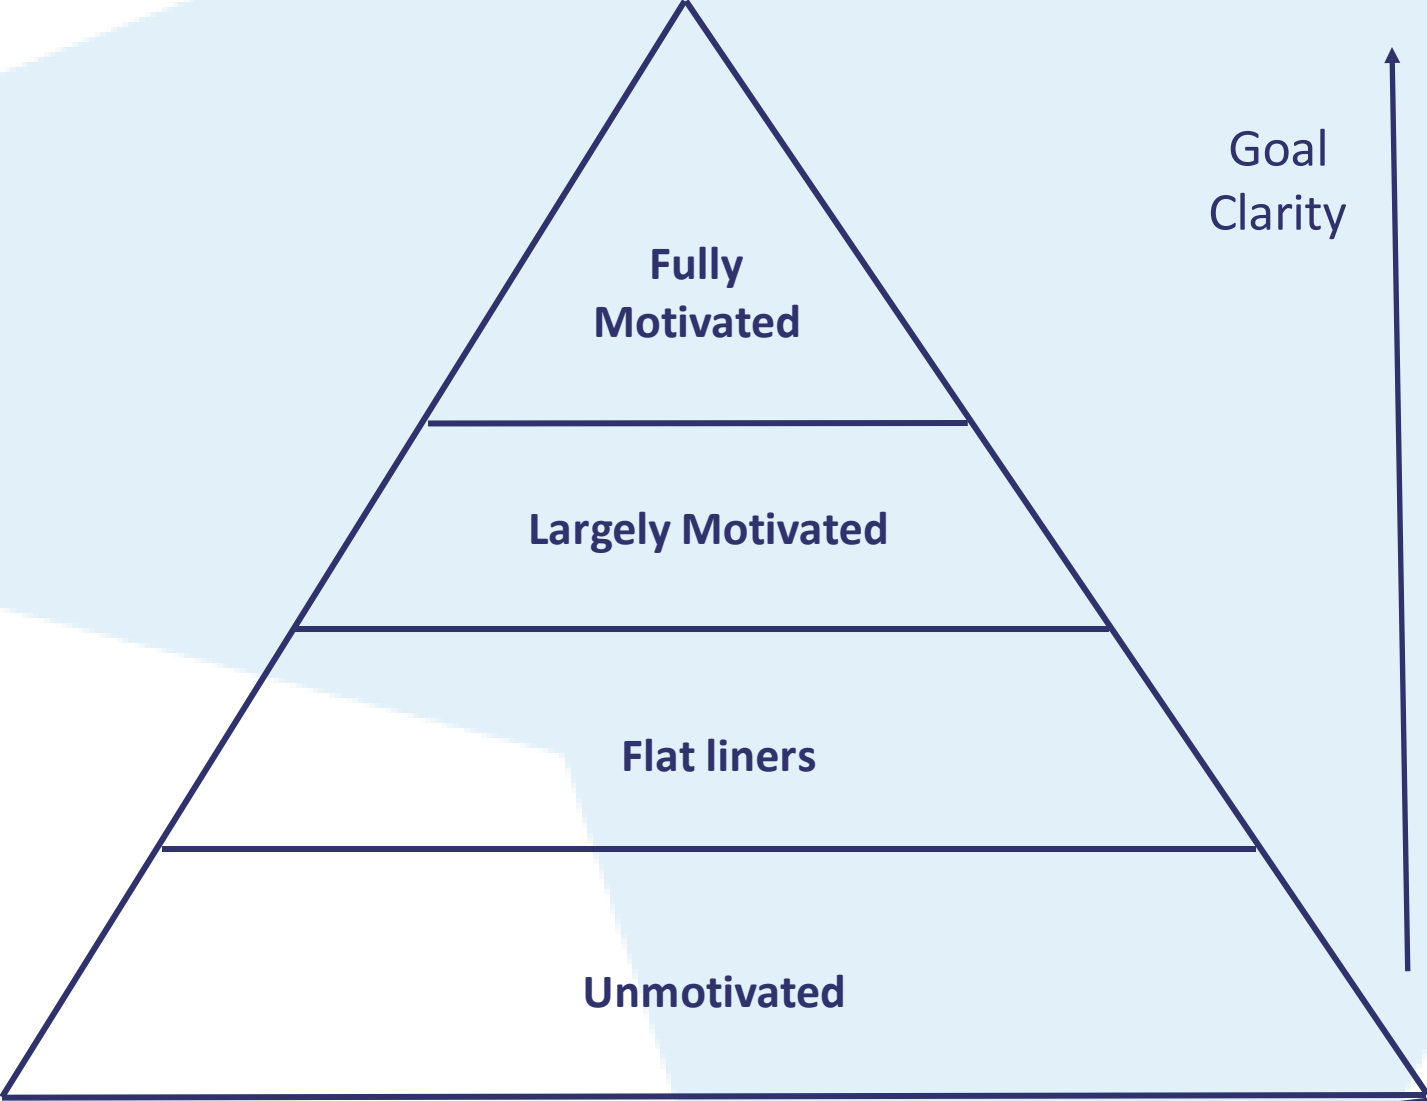 Goal
Clarity
Fully
Motivated
Largely Motivated
Flat liners
Unmotivated